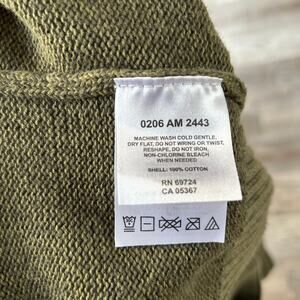 0206 AM 2443
MACHINE WASH COLD GENTLE,
DRY FLAT, DO NOT WRING OR TWIST,
RESHAPE, DO NOT IRON,
NON-CHLORINE BLEACH
WHEN NEEDED
SHELL: 100% COTTON
RN 69724
CA 05367